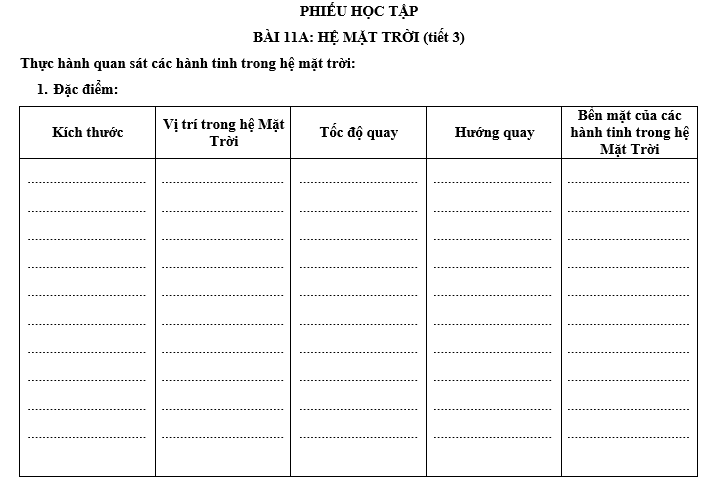 PHIẾU HỌC TẬP
BÀI 11A: HỆ MẶT TRỜI (tiết 3)
Thực hành quan sát các hành tinh trong hệ mặt trời:
1. Đặc điểm:
Kích thước
Vị trí trong hệ Mặt
Trời
Tốc độ quay
Hướng quay
Bên mặt của các
hành tinh trong hệ
Mặt Trời